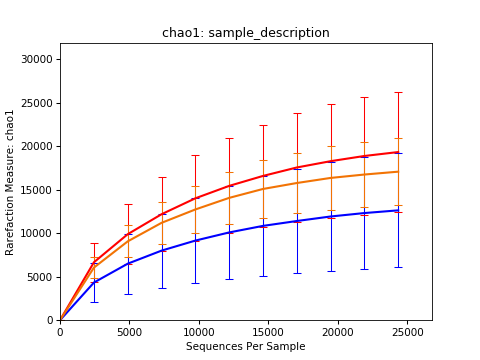 chao1: sample_description
30000
25000
20000
15000
10000
5000
0
Rarefaction Measure: chao1
0 5000 10000 15000 20000 25000
Sequences Per Sample